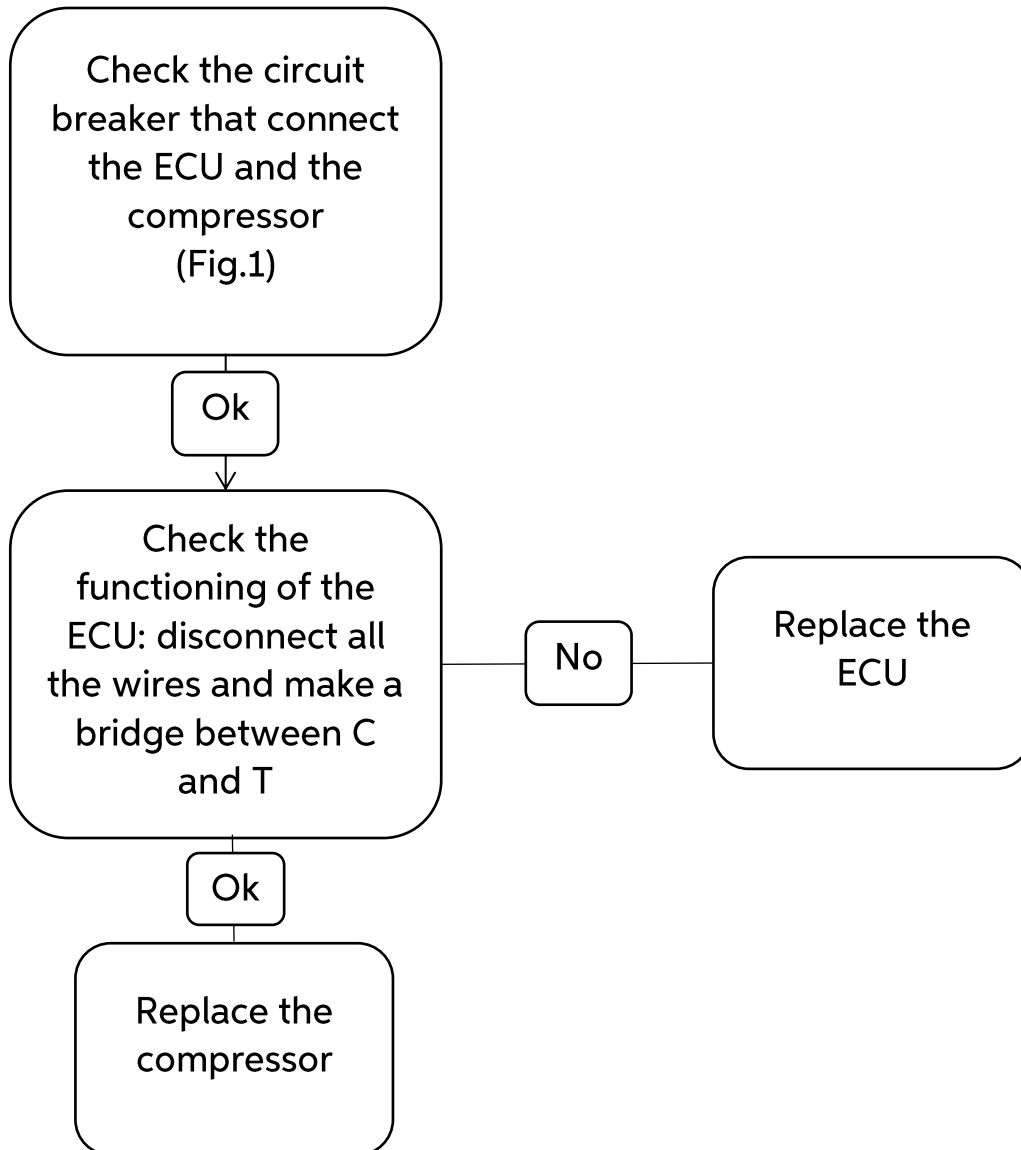 Check the circuit
breaker that connect
the ECU and the
compressor
(Fig.1)
Ok
Check the
functioning of the
ECU: disconnect all
the wires and make a
bridge between C
and T
No
Replace the
ECU
Ok
Replace the
compressor